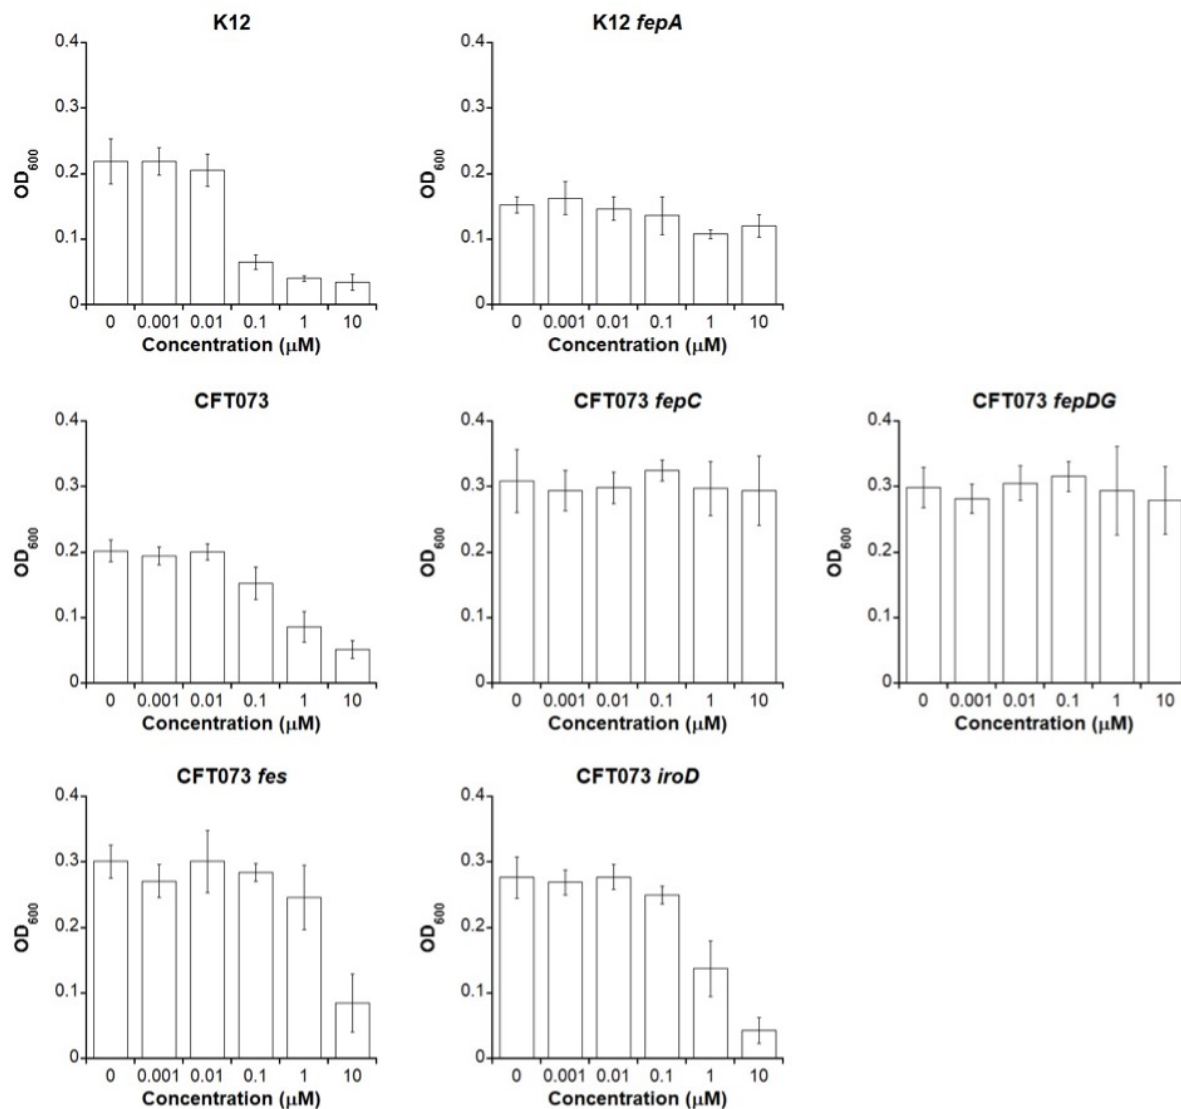 K12
0.4
0.3
0.2
0.1
0
OD600
0 0.001 0.01 0.1 1 10
Concentration (μM)
K12 fepA
0.4
0.3
0.2
0.1
0
OD600
0 0.001 0.01 0.1 1 10
Concentration (μM)
CFT073
0.4
0.3
0.2
0.1
0
OD600
0 0.001 0.01 0.1 1 10
Concentration (μM)
CFT073 fepC
0.4
0.3
0.2
0.1
0
OD600
0 0.001 0.01 0.1 1 10
Concentration (μM)
CFT073 fepDG
0.4
0.3
0.2
0.1
0
OD600
0 0.001 0.01 0.1 1 10
Concentration (μM)
CFT073 fes
0.4
0.3
0.2
0.1
0
OD600
0 0.001 0.01 0.1 1 10
Concentration (μM)
CFT073 iroD
0.4
0.3
0.2
0.1
0
OD600
0 0.001 0.01 0.1 1 10
Concentration (μM)